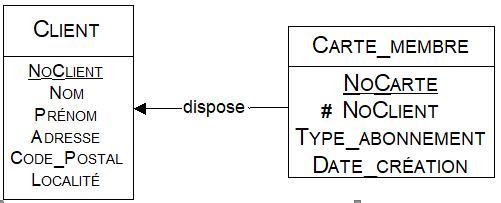 CLIENT
NOCLIENT
NOM
PRÉNOM
ADRESSE
CODE_POSTAL
LOCALITÉ
dispose
CARTE_MEMBRE
NOCARTE
# NOCLIENT
TYPE_ABONNEMENT
DATE_CRÉATION